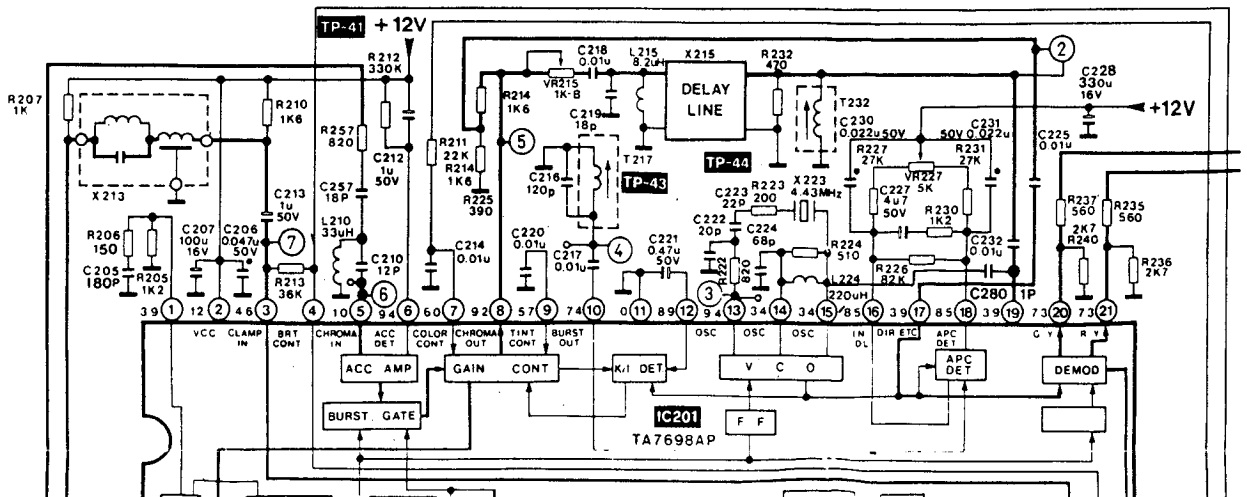 TP-41 +12V
R212
330K
R207
1K
R210
1K6
X213
R257
820
C212
1u
50V
C257
18P
L210
33uH
C210
12P
C213
1u
50V
R206
150
C205
180P
R205
1K2
C207
100u
16V
C206
0.047u
50V
R213
36K
R211
22K
C214
0.01u
R214
1K6
R214
1K6
R225
390
VR215
1K-B
C218
0.01u
L215
8.2uH
X215
DELAY
LINE
R232
470
C219
18p
C216
120p
T217
TP-43
TP-44
C220
0.01u
C217
0.01u
C221
0.47u
50V
T232
C230
0.022u 50V
C231
50V 0.022u
C228
330u
16V
+12V
C225
0.01u
R227
27K
VR227
5K
R231
27K
C227
4u7
50V
R230
1K2
R226
82K
C232
0.01u
C280 1P
C223
22P
R223
200
X223
4.43MHz
C222
20p
C224
68p
R222
820
R224
510
L224
220uH
R237
560
R235
560
2K7
R240
R236
2K7
7
5
4
6
3
2
3 9 1 12 2 4 6 3 4 10 5 9 4 6 6 0 7 9 2 8 5 7 9 7 4 10 0 11 8 9 12 9 4 13 3 4 14 3 4 15 8 5 16 3 9 17 8 5 18 3 9 19 7 3 20 7 3 21
VCC
CLAMP
IN
BRT
CONT
CHROMA
IN
ACC
DET
COLOR
CONT
CHROMA
OUT
TINT
CONT
BURST
OUT
OSC
OSC
OSC
IN
DL
DIR ETC
APC
DET
G Y
R Y
ACC AMP
GAIN CONT
BURST GATE
K/I DET
V C O
F F
APC
DET
DEMOD
IC201
TA7698AP